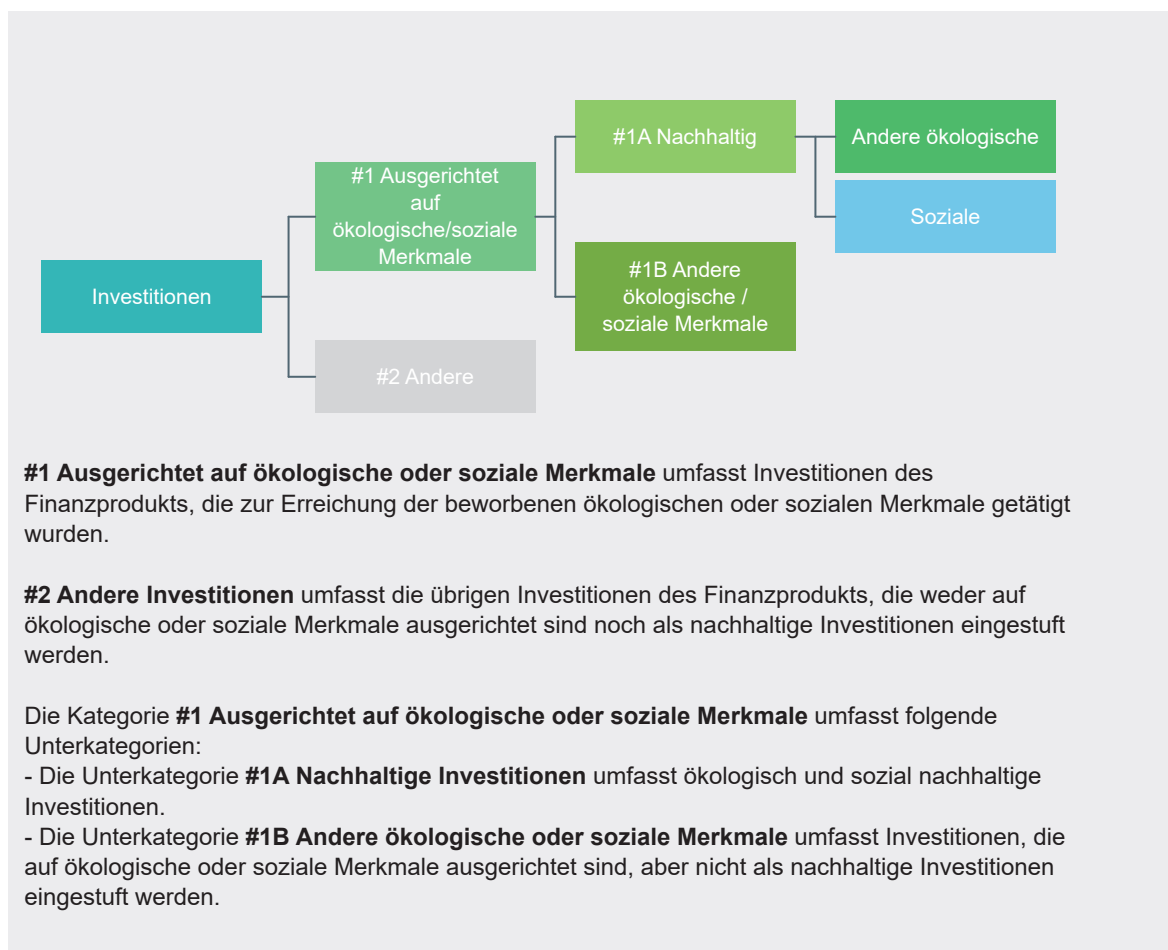 #1A Nachhaltig
Andere ökologische
#1 Ausgerichtet
auf
ökologische/soziale
Merkmale
Soziale
#1B Andere
ökologische /
soziale Merkmale
Investitionen
#2 Andere
#1 Ausgerichtet auf ökologische oder soziale Merkmale umfasst Investitionen des
Finanzprodukts, die zur Erreichung der beworbenen ökologischen oder sozialen Merkmale getätigt
wurden.
#2 Andere Investitionen umfasst die übrigen Investitionen des Finanzprodukts, die weder auf
ökologische oder soziale Merkmale ausgerichtet sind noch als nachhaltige Investitionen eingestuft
werden.
Die Kategorie #1 Ausgerichtet auf ökologische oder soziale Merkmale umfasst folgende
Unterkategorien:
- Die Unterkategorie #1A Nachhaltige Investitionen umfasst ökologisch und sozial nachhaltige
Investitionen.
- Die Unterkategorie #1B Andere ökologische oder soziale Merkmale umfasst Investitionen, die
auf ökologische oder soziale Merkmale ausgerichtet sind, aber nicht als nachhaltige Investitionen
eingestuft werden.